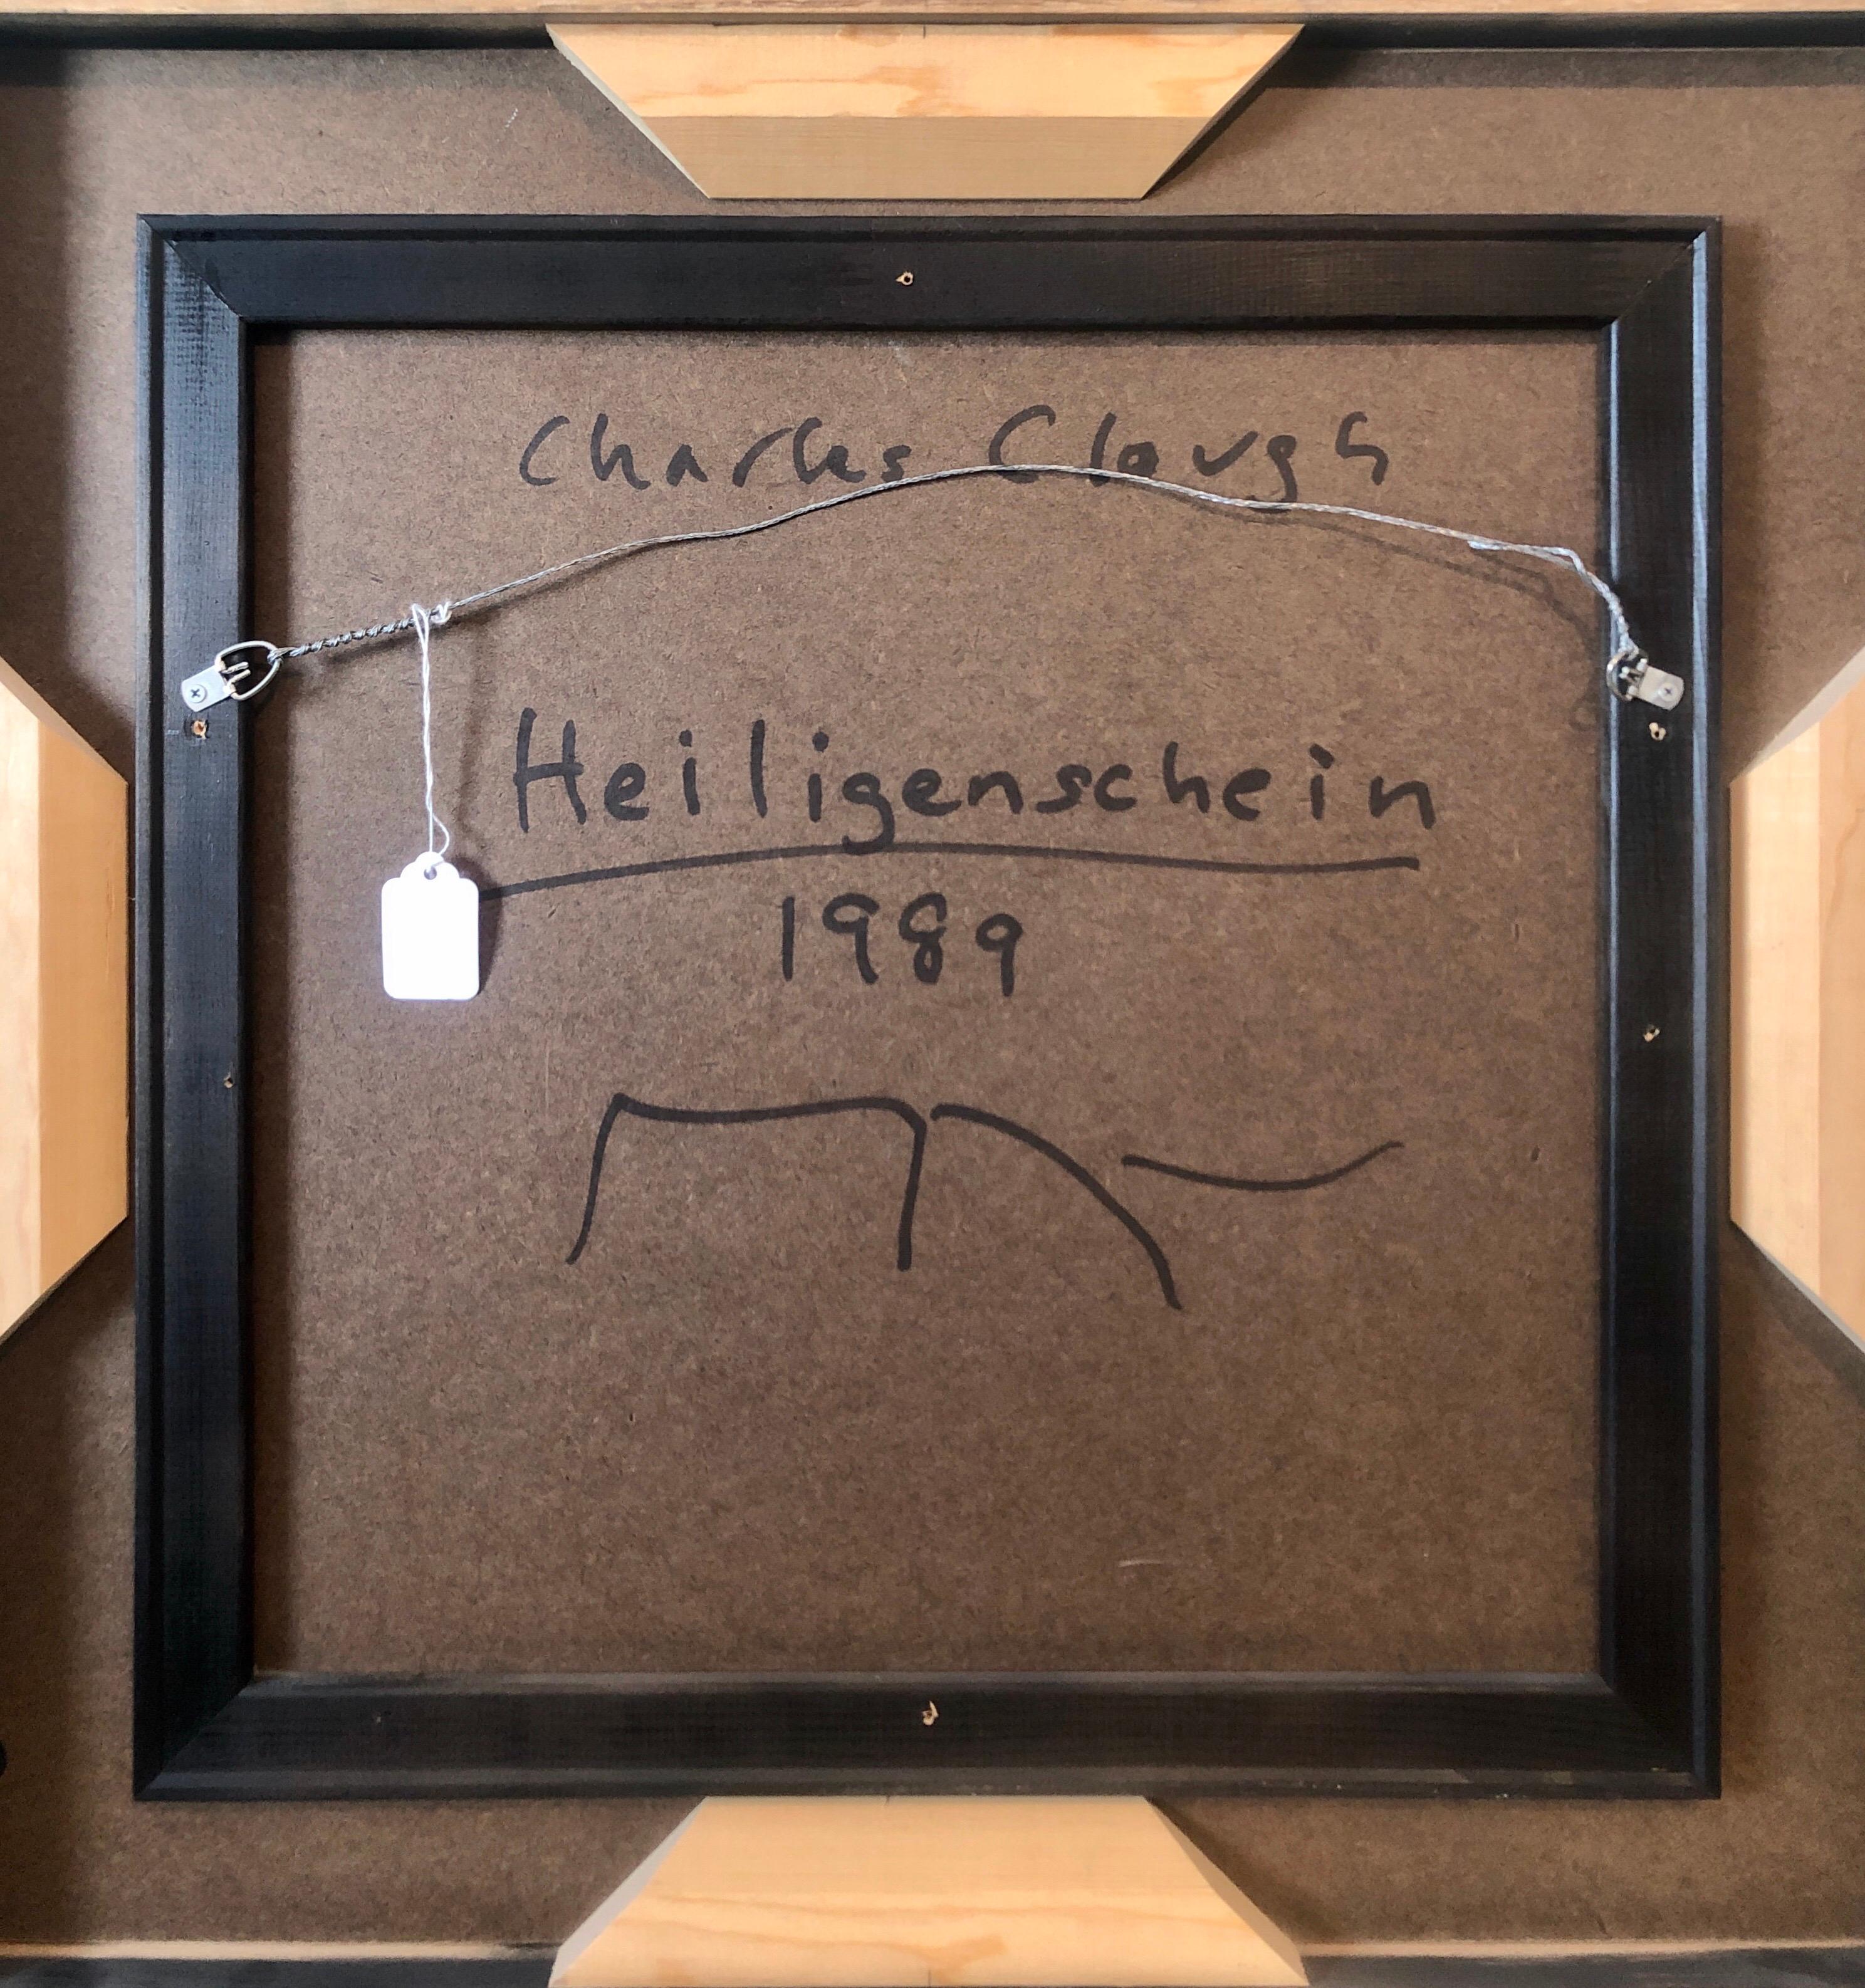 Charles Clough
Heiligenschein
1989